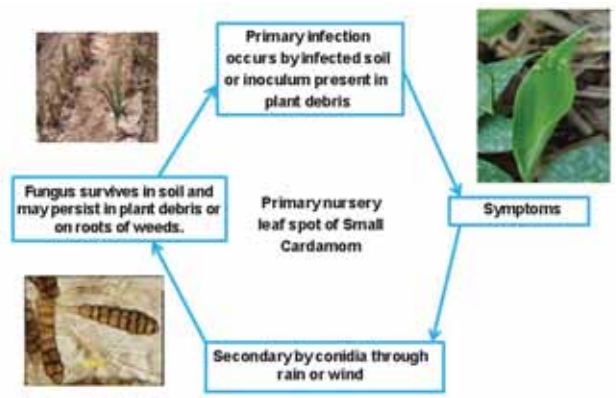 Primary infection
occurs by infected soil
or inoculum present in
plant debris
Fungus survives in soil and
may persist in plant debris or
on roots of weeds.
Primary nursery
leaf spot of Small
Cardamom
Symptoms
Secondary by conidia through
rain or wind